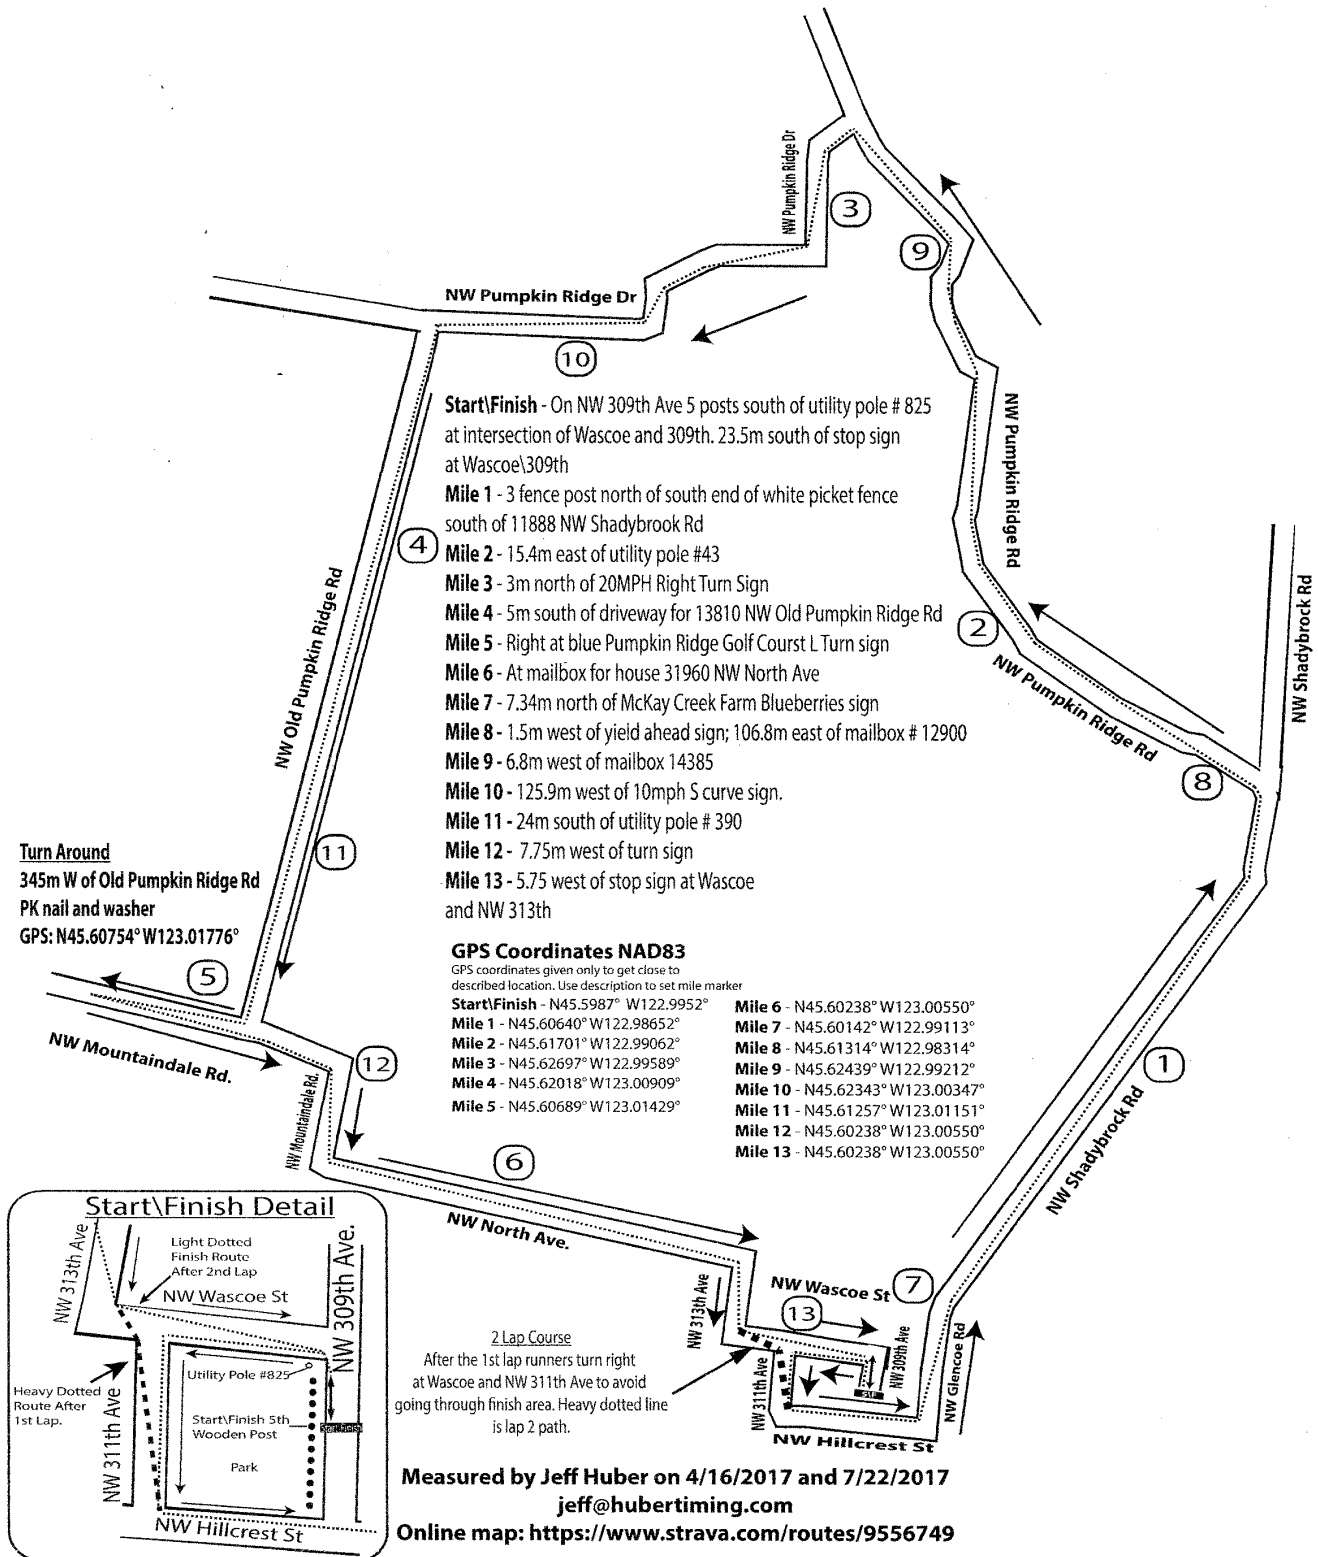 NW Pumpkin Ridge Dr
3
9
NW Pumpkin Ridge Dr
10
Start\Finish - On NW 309th Ave 5 posts south of utility pole # 825
at intersection of Wascoe and 309th. 23.5m south of stop sign
at Wascoe\309th
Mile 1 - 3 fence post north of south end of white picket fence
south of 11888 NW Shadybrook Rd
Mile 2 - 15.4m east of utility pole #43
Mile 3 - 3m north of 20MPH Right Turn Sign
Mile 4 - 5m south of driveway for 13810 NW Old Pumpkin Ridge Rd
Mile 5 - Right at blue Pumpkin Ridge Golf Courst L Turn sign
Mile 6 - At mailbox for house 31960 NW North Ave
Mile 7 - 7.34m north of McKay Creek Farm Blueberries sign
Mile 8 - 1.5m west of yield ahead sign; 106.8m east of mailbox # 12900
Mile 9 - 6.8m west of mailbox 14385
Mile 10 - 125.9m west of 10mph S curve sign.
Mile 11 - 24m south of utility pole # 390
Mile 12 - 7.75m west of turn sign
Mile 13 - 5.75 west of stop sign at Wascoe
and NW 313th
NW Pumpkin Ridge Rd
4
2
NW Pumpkin Ridge Rd
8
NW Shadybrook Rd
NW Old Pumpkin Ridge Rd
11
Turn Around
345m W of Old Pumpkin Ridge Rd
PK nail and washer
GPS: N45.60754° W123.01776°
5
NW Mountaindale Rd.
12
NW Mountaindale Rd.
GPS Coordinates NAD83
GPS coordinates given only to get close to
described location. Use description to set mile marker
Start\Finish - N45.5987° W122.9952°
Mile 1 - N45.60640° W122.98652°
Mile 2 - N45.61701° W122.99062°
Mile 3 - N45.62697° W122.99589°
Mile 4 - N45.62018° W123.00909°
Mile 5 - N45.60689° W123.01429°
Mile 6 - N45.60238° W123.00550°
Mile 7 - N45.60142° W122.99113°
Mile 8 - N45.61314° W122.98314°
Mile 9 - N45.62439° W122.99212°
Mile 10 - N45.62343° W123.00347°
Mile 11 - N45.61257° W123.01151°
Mile 12 - N45.60238° W123.00550°
Mile 13 - N45.60238° W123.00550°
1
NW Shadybrock Rd
6
NW North Ave.
NW 313th Ave
NW Wascoe St
7
13
NW 309th Ave
NW Glencoe Rd
NW 311th Ave
S\F
NW Hillcrest St
2 Lap Course
After the 1st lap runners turn right
at Wascoe and NW 311th Ave to avoid
going through finish area. Heavy dotted line
is lap 2 path.
Start\Finish Detail
NW 313th Ave
Light Dotted
Finish Route
After 2nd Lap
NW Wascoe St
NW 309th Ave.
Utility Pole #825
Heavy Dotted
Route After
1st Lap.
NW 311th Ave
Start\Finish 5th
Wooden Post
Start\Finish
Park
NW Hillcrest St
Measured by Jeff Huber on 4/16/2017 and 7/22/2017
jeff@hubertiming.com
Online map: https://www.strava.com/routes/9556749